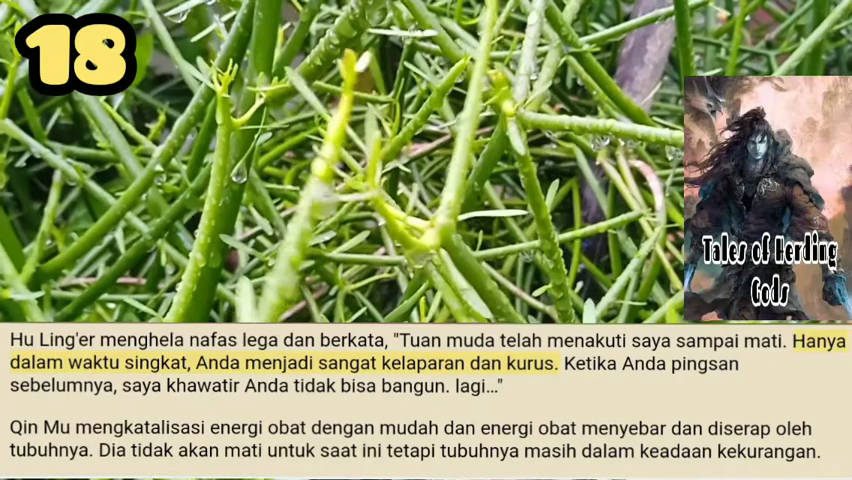 18
Tales of Herding
Gods
Hu Ling'er menghela nafas lega dan berkata, "Tuan muda telah menakuti saya sampai mati. Hanya
dalam waktu singkat, Anda menjadi sangat kelaparan dan kurus. Ketika Anda pingsan
sebelumnya, saya khawatir Anda tidak bisa bangun. lagi…"
Qin Mu mengkatalisasi energi obat dengan mudah dan energi obat menyebar dan diserap oleh
tubuhnya. Dia tidak akan mati untuk saat ini tetapi tubuhnya masih dalam keadaan kekurangan.